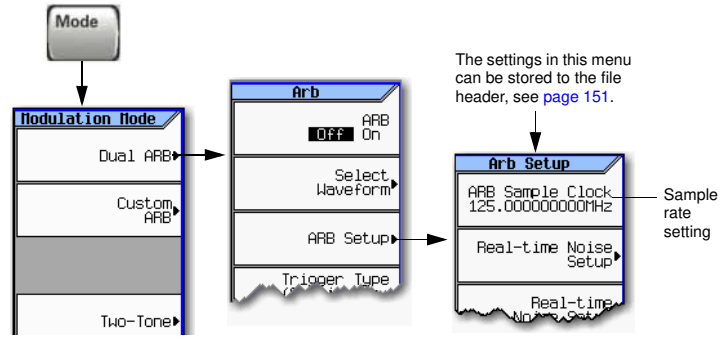 Mode
The settings in this menu
can be stored to the file
header, see page 151.
Modulation Mode
Dual ARB
Custom
ARB
Two-Tone
Arb
ARB
Off On
Select
Waveform
ARB Setup
Trigger Type
Arb Setup
ARB Sample Clock
125.000000000MHz
Real-time Noise
Setup
Real-time
Sample
rate
setting